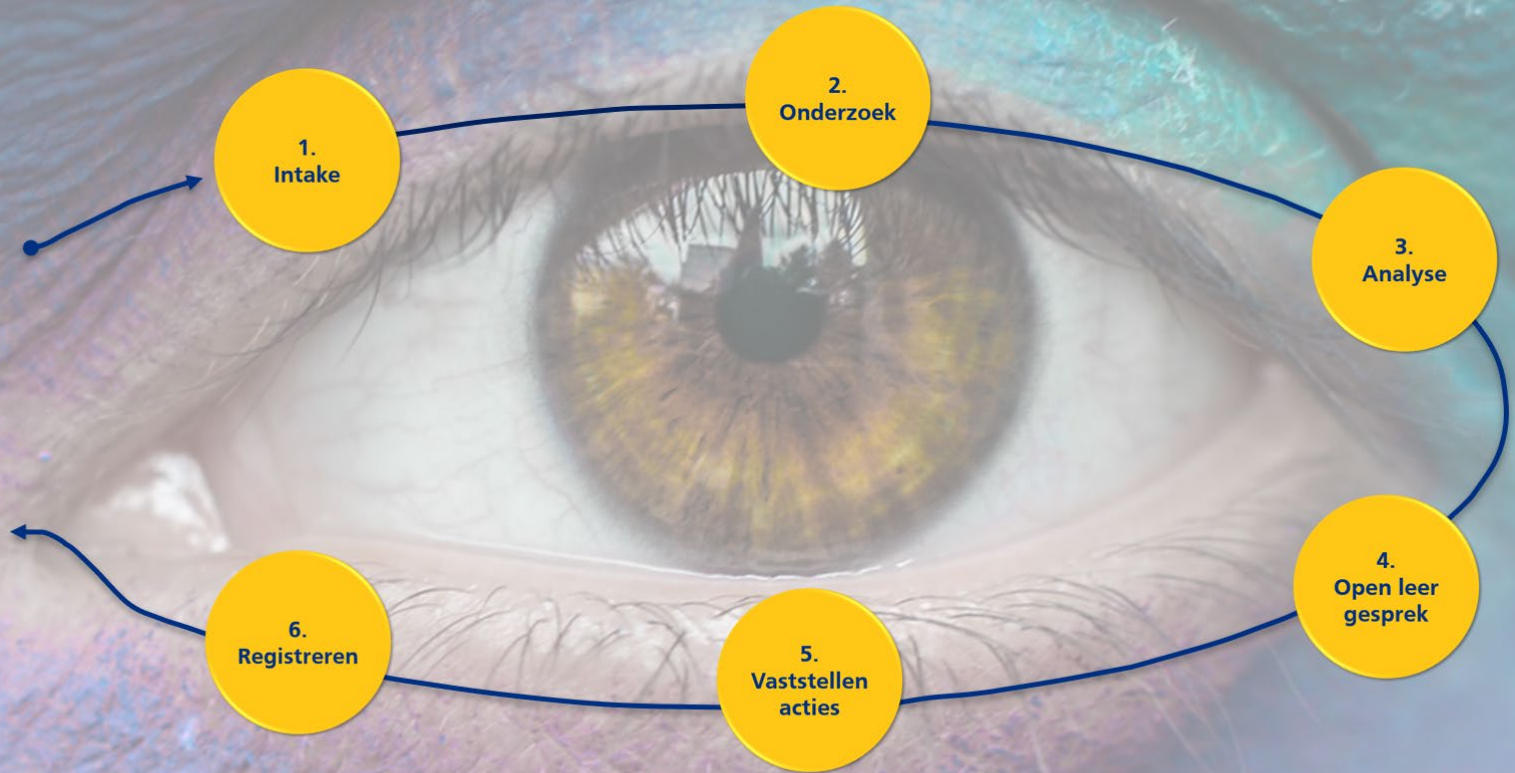 1.
Intake
2.
Onderzoek
3.
Analyse
4.
Open leer
gesprek
5.
Vaststellen
acties
6.
Registreren